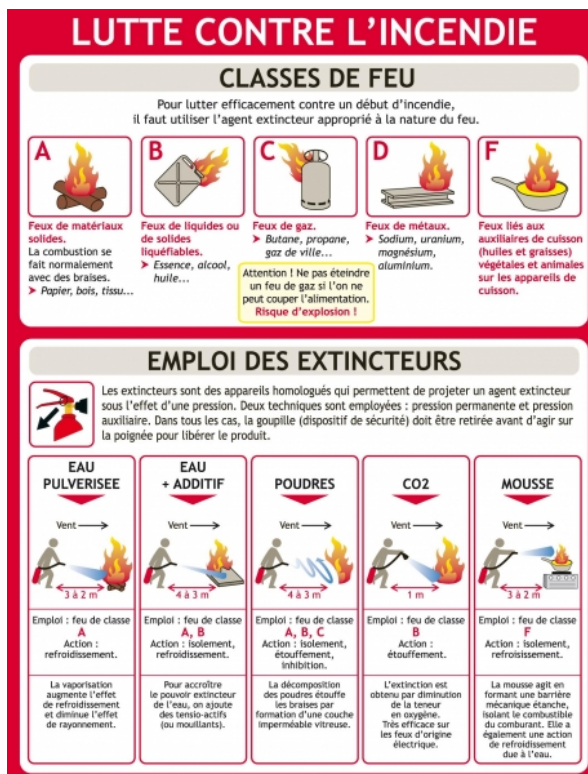 LUTTE CONTRE L'INCENDIE
CLASSES DE FEU
Pour lutter efficacement contre un début d'incendie,
il faut utiliser l'agent extincteur approprié à la nature du feu.
A
Feux de matériaux
solides.
La combustion se
fait normalement
avec des braises.
➤ Papier, bois, tissu...
B
Feux de liquides ou
de solides
liquéfiables.
➤ Essence, alcool,
huile...
C
Feux de gaz.
➤ Butane, propane,
gaz de ville...
D
Feux de métaux.
➤ Sodium, uranium,
magnésium,
aluminium.
F
Feux liés aux
auxiliaires de cuisson
(huiles et graisses)
végétales et animales
sur les appareils de
cuisson.
Attention ! Ne pas éteindre
un feu de gaz si l'on ne
peut couper l'alimentation.
Risque d'explosion !
EMPLOI DES EXTINCTEURS
Les extincteurs sont des appareils homologués qui permettent de projeter un agent extincteur
sous l'effet d'une pression. Deux techniques sont employées : pression permanente et pression
auxiliaire. Dans tous les cas, la goupille (dispositif de sécurité) doit être retirée avant d'agir sur
la poignée pour libérer le produit.
EAU
PULVERISEE
Vent
3 à 2 m
Emploi : feu de classe
A
Action :
refroidissement.
La vaporisation
augmente l'effet
de refroidissement
et diminue l'effet
de rayonnement.
EAU
+ ADDITIF
Vent
4 à 3 m
Emploi : feu de classe
A, B
Action : isolement,
refroidissement.
Pour accroître
le pouvoir extincteur
de l'eau, on ajoute
des tensio-actifs
(ou mouillants).
POUDRES
Vent
4 à 3 m
Emploi : feu de classe
A, B, C
Action : isolement,
étouffement,
inhibition.
La décomposition
des poudres étouffe
les braises par
formation d'une couche
imperméable vitreuse.
CO2
Vent
1 m
Emploi : feu de classe
B
Action :
étouffement.
L'extinction est
obtenu par diminution
de la teneur
en oxygène.
Très efficace sur
les feux d'origine
électrique.
MOUSSE
Vent
3 à 2 m
Emploi : feu de classe
F
Action : isolement,
refroisissement.
La mousse agit en
formant une barrière
mécanique étanche,
isolant le combustible
du comburant. Elle a
également une action
de refroidissement
due à l'eau.